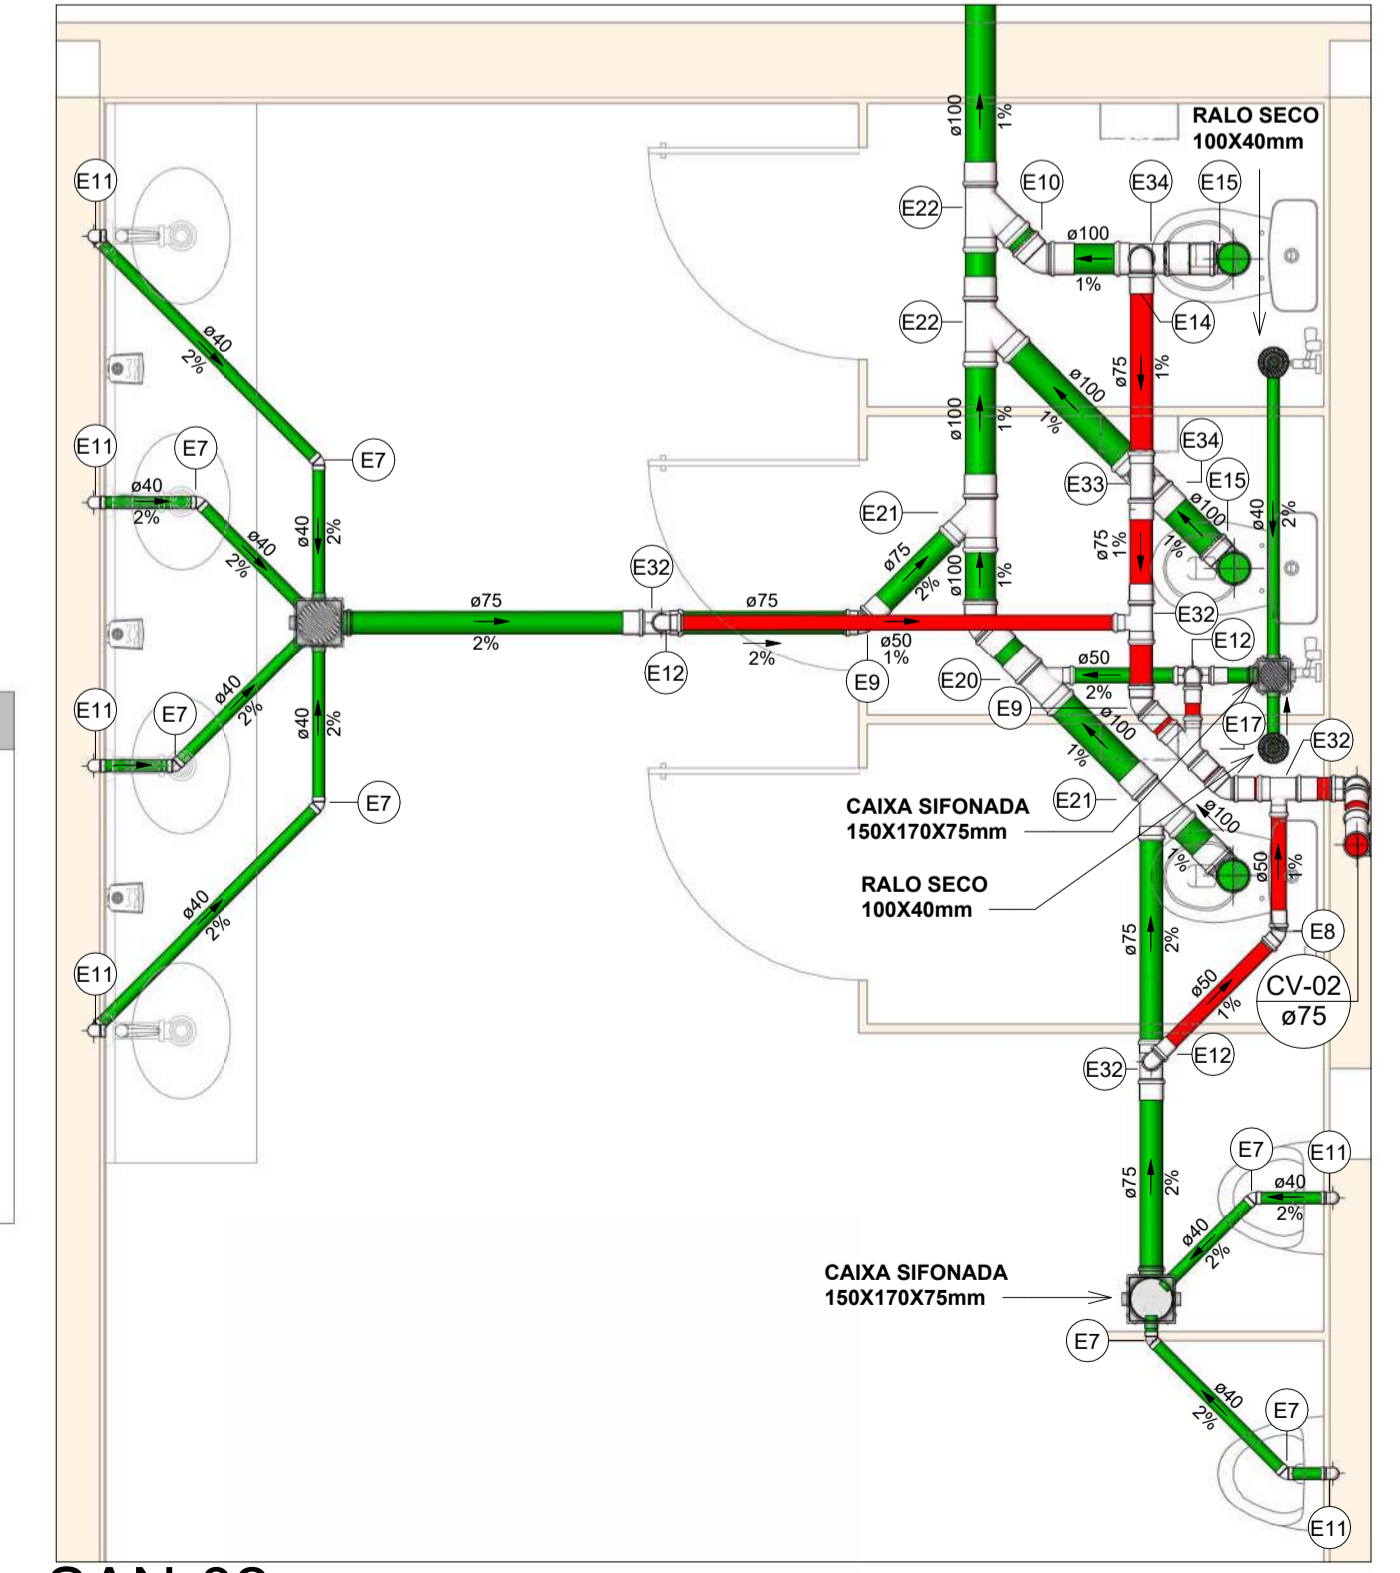 RALO SECO
100X40mm
ø100
1%
E11
E22
E10
E34
E15
ø100
1%
E22
E14
ø40
2%
ø75
1%
ø100
1%
ø100
1%
E11
E7
E7
E34
E33
E15
ø40
2%
ø40
2%
ø40
2%
E21
ø75
2%
ø100
1%
ø75
1%
ø100
1%
ø40
2%
E32
ø75
2%
ø75
2%
E12
ø50
1%
E9
E32
E12
E20
ø50
2%
E9
ø100
1%
E17
E32
E11
E7
ø40
2%
ø40
2%
E7
E21
CAIXA SIFONADA
150X170X75mm
ø100
1%
RALO SECO
100X40mm
ø50
1%
E8
ø40
2%
E11
ø75
2%
ø50
1%
CV-02
ø75
E32
E12
ø75
2%
E7
E11
ø40
2%
ø40
2%
CAIXA SIFONADA
150X170X75mm
E7
ø40
2%
E7
E11